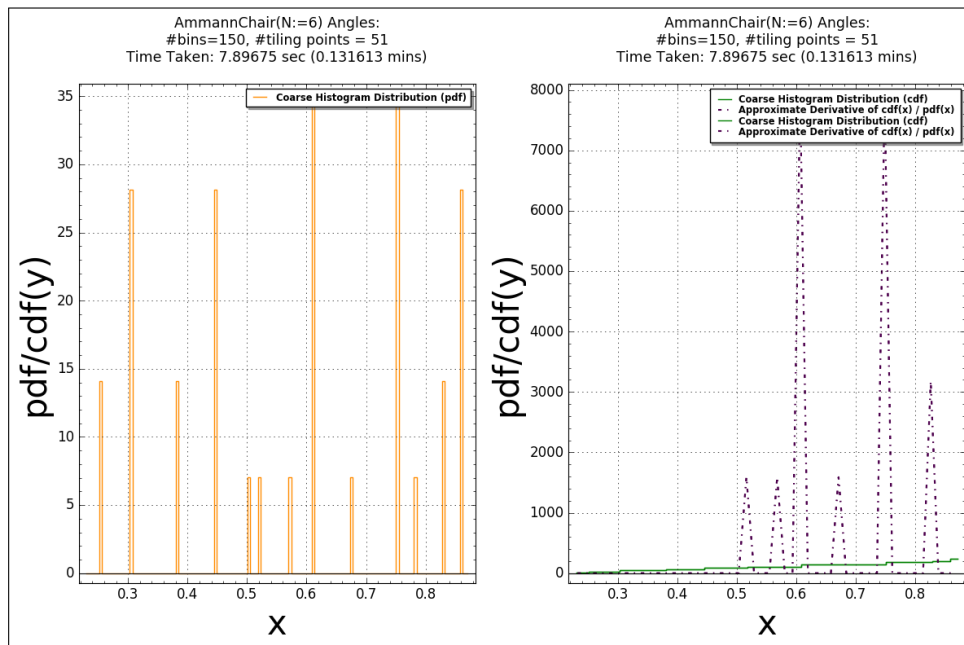 AmmannChair(N:=6) Angles:
#bins=150, #tiling points = 51
Time Taken: 7.89675 sec (0.131613 mins)
35
30
25
20
15
10
5
0
0.3
0.4
0.5
0.6
0.7
0.8
pdf/cdf(y)
x
Coarse Histogram Distribution (pdf)
AmmannChair(N:=6) Angles:
#bins=150, #tiling points = 51
Time Taken: 7.89675 sec (0.131613 mins)
8000
7000
6000
5000
4000
3000
2000
1000
0
0.3
0.4
0.5
0.6
0.7
0.8
pdf/cdf(y)
x
Coarse Histogram Distribution (cdf)
Approximate Derivative of cdf(x) / pdf(x)
Coarse Histogram Distribution (cdf)
Approximate Derivative of cdf(x) / pdf(x)